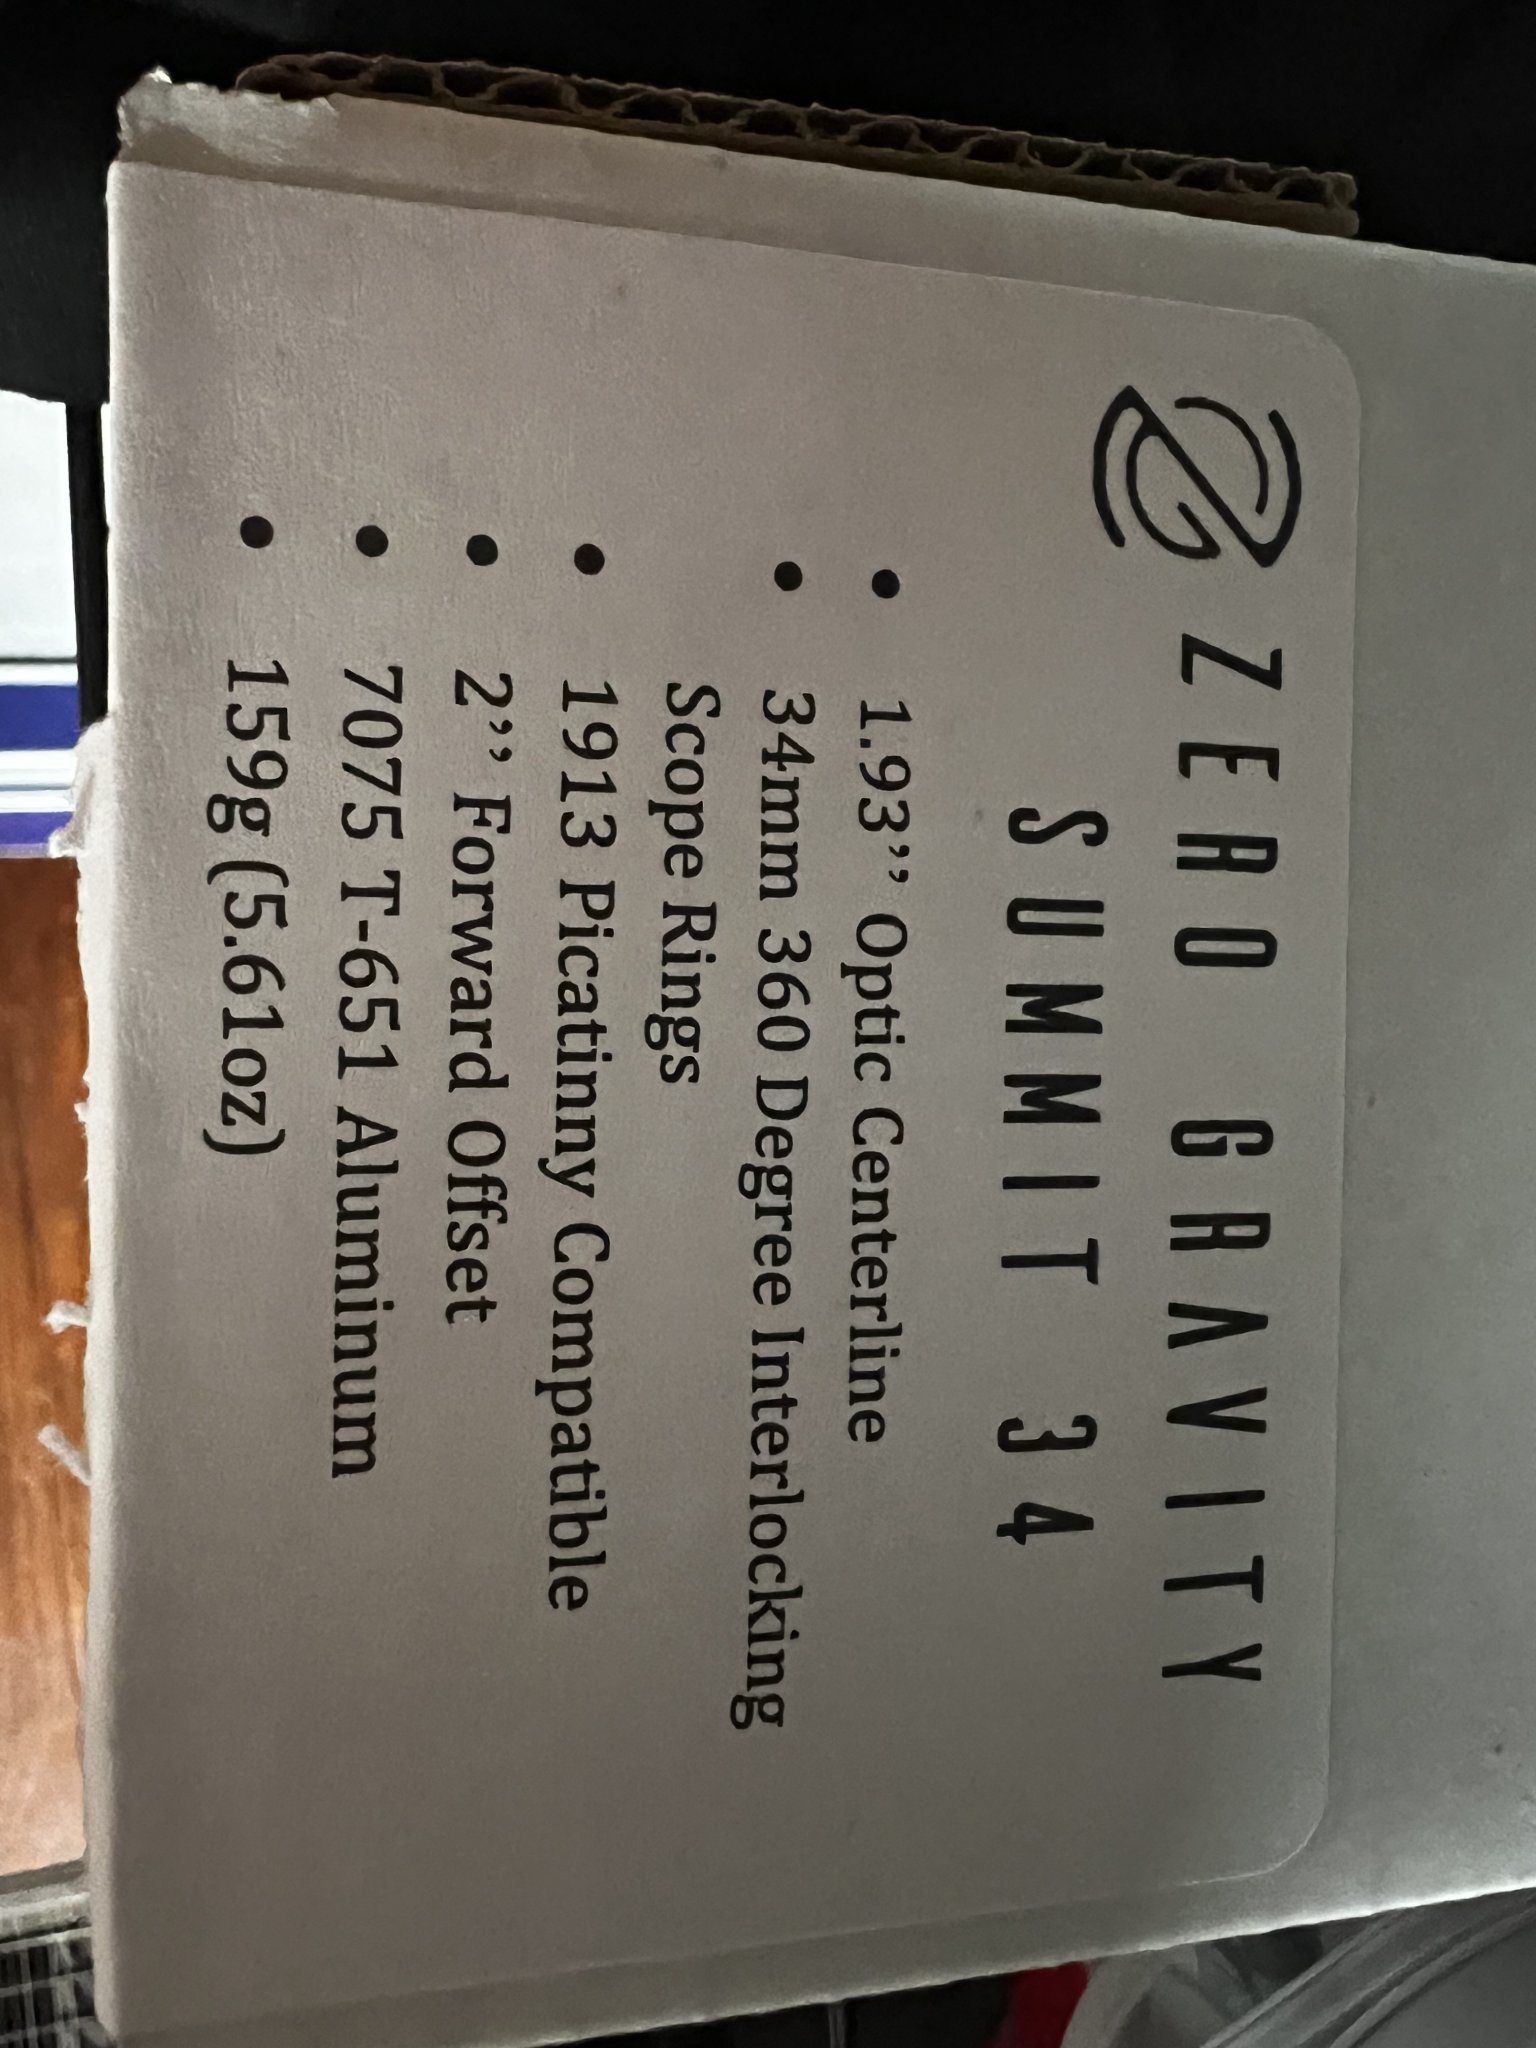 ZERO GRAVITY
SUMMIT 34
• 1.93’’ Optic Centerline
• 34mm 360 Degree Interlocking
Scope Rings
• 1913 Picatinny Compatible
• 2’’ Forward Offset
• 7075 T-651 Aluminum
• 159g (5.61oz)